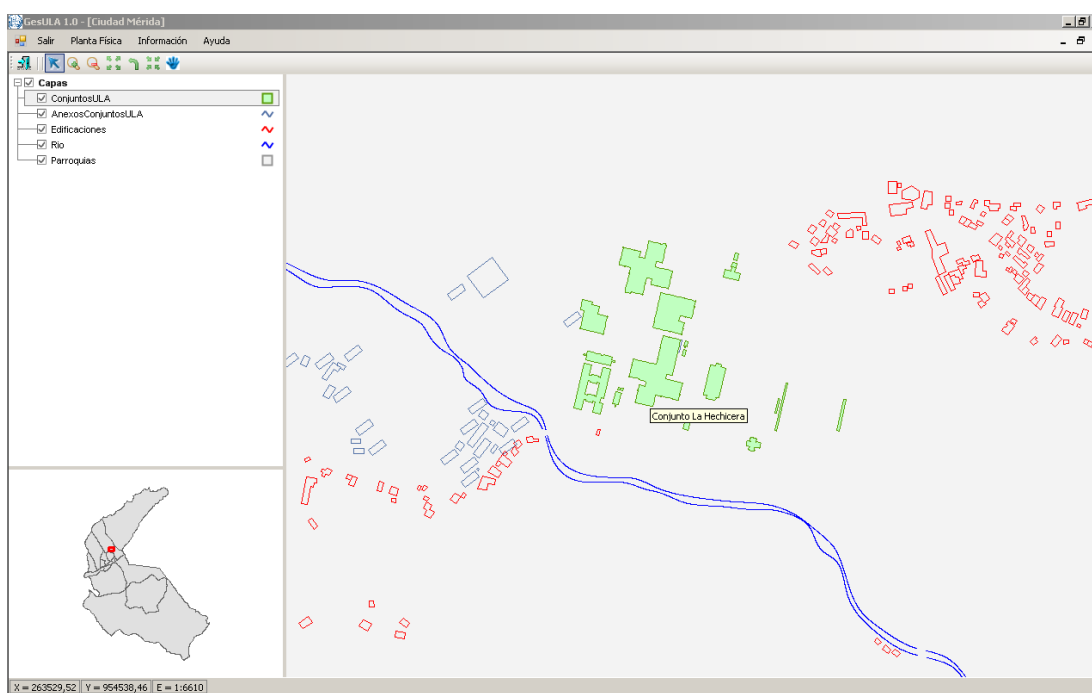 GesULA 1.0 - [Ciudad Mérida]
Salir Planta Física Información Ayuda
Capas
ConjuntosULA
AnexosConjuntosULA
Edificaciones
Rio
Parroquias
Conjunto La Hechicera
X = 263529,52 Y = 954538,46 E = 1:6610